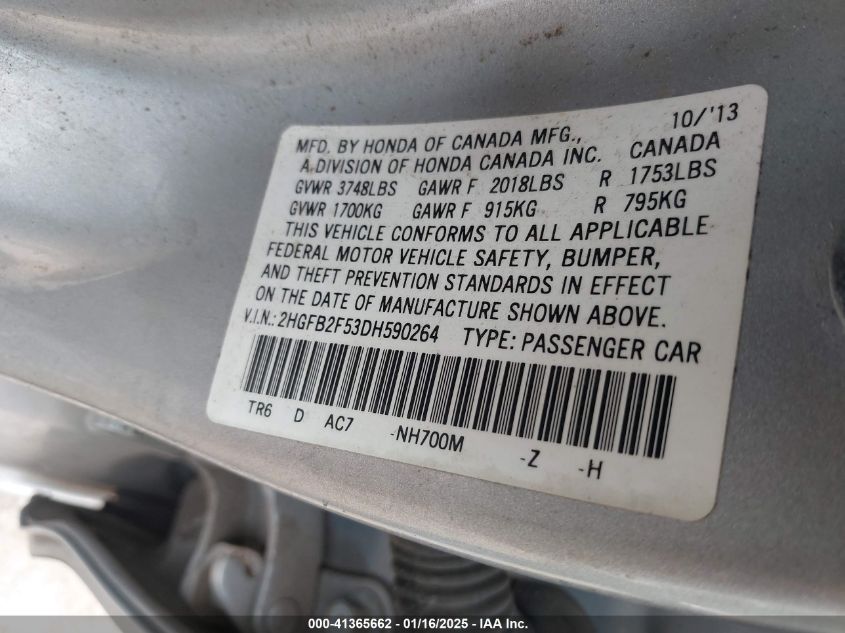 10/'13
MFD. BY HONDA OF CANADA MFG.,
A DIVISION OF HONDA CANADA INC. CANADA
GVWR 3748LBS GAWR F 2018LBS R 1753LBS
GVWR 1700KG GAWR F 915KG R 795KG
THIS VEHICLE CONFORMS TO ALL APPLICABLE
FEDERAL MOTOR VEHICLE SAFETY, BUMPER,
AND THEFT PREVENTION STANDARDS IN EFFECT
ON THE DATE OF MANUFACTURE SHOWN ABOVE.
V.I.N.: 2HGFB2F53DH590264 TYPE: PASSENGER CAR
TR6 D AC7 -NH700M -Z -H
000-41365662 - 01/16/2025 - IAA Inc.